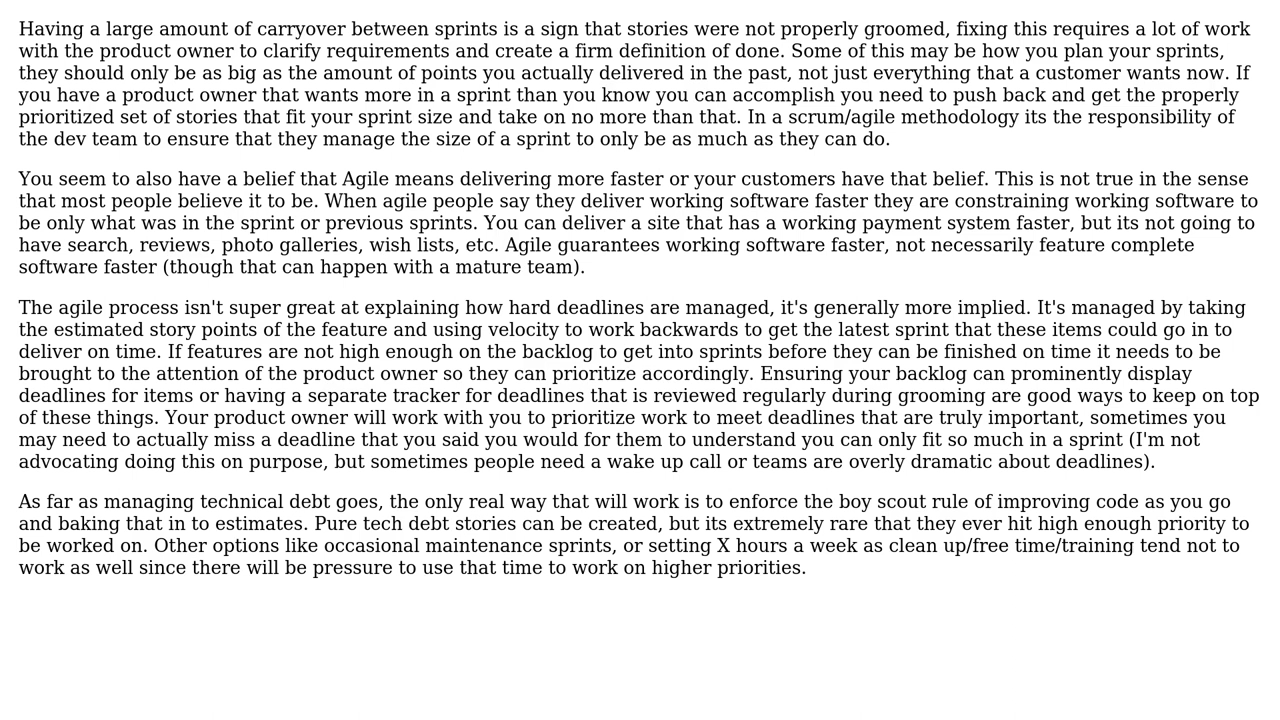 Having a large amount of carryover between sprints is a sign that stories were not properly groomed, fixing this requires a lot of work
with the product owner to clarify requirements and create a firm definition of done. Some of this may be how you plan your sprints,
they should only be as big as the amount of points you actually delivered in the past, not just everything that a customer wants now. If
you have a product owner that wants more in a sprint than you know you can accomplish you need to push back and get the properly
prioritized set of stories that fit your sprint size and take on no more than that. In a scrum/agile methodology its the responsibility of
the dev team to ensure that they manage the size of a sprint to only be as much as they can do.
You seem to also have a belief that Agile means delivering more faster or your customers have that belief. This is not true in the sense
that most people believe it to be. When agile people say they deliver working software faster they are constraining working software to
be only what was in the sprint or previous sprints. You can deliver a site that has a working payment system faster, but its not going to
have search, reviews, photo galleries, wish lists, etc. Agile guarantees working software faster, not necessarily feature complete
software faster (though that can happen with a mature team).
The agile process isn't super great at explaining how hard deadlines are managed, it's generally more implied. It's managed by taking
the estimated story points of the feature and using velocity to work backwards to get the latest sprint that these items could go in to
deliver on time. If features are not high enough on the backlog to get into sprints before they can be finished on time it needs to be
brought to the attention of the product owner so they can prioritize accordingly. Ensuring your backlog can prominently display
deadlines for items or having a separate tracker for deadlines that is reviewed regularly during grooming are good ways to keep on top
of these things. Your product owner will work with you to prioritize work to meet deadlines that are truly important, sometimes you
may need to actually miss a deadline that you said you would for them to understand you can only fit so much in a sprint (I'm not
advocating doing this on purpose, but sometimes people need a wake up call or teams are overly dramatic about deadlines).
As far as managing technical debt goes, the only real way that will work is to enforce the boy scout rule of improving code as you go
and baking that in to estimates. Pure tech debt stories can be created, but its extremely rare that they ever hit high enough priority to
be worked on. Other options like occasional maintenance sprints, or setting X hours a week as clean up/free time/training tend not to
work as well since there will be pressure to use that time to work on higher priorities.